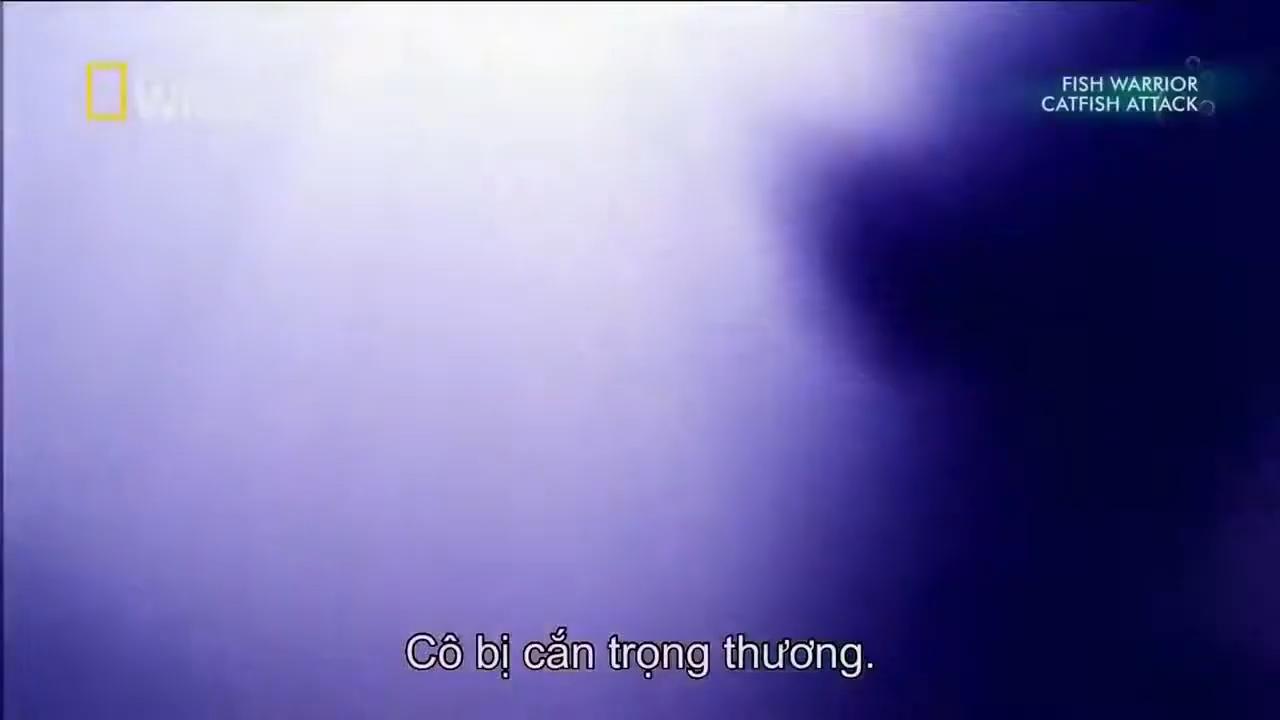 FISH WARRIOR
CATFISH ATTACK
Cô bị cắn trọng thương.